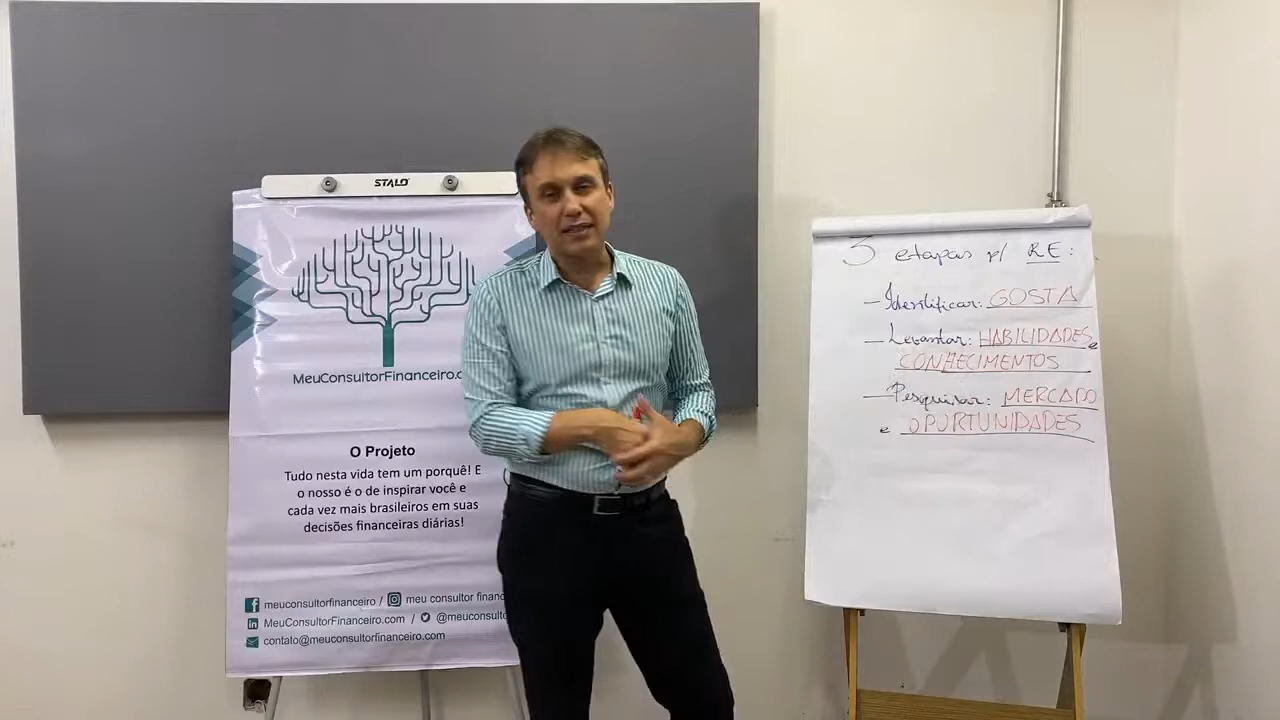 STALO
MeuConsultorFinanceiro.c
O Projeto
Tudo nesta vida tem um porquê! E
o nosso é o de inspirar você e
cada vez mais brasileiros em suas
decisões financeiras diárias!
meuconsultorfinanceiro / meu consultor financ
MeuConsultorFinanceiro.com / @meuconsulto
contato@meuconsultorfinanceiro.com
3 etapas p/ RE:
- Identificar: GOSTA
- Levantar: HABILIDADES e
CONHECIMENTOS
- Pesquisar: MERCADO
e OPORTUNIDADES